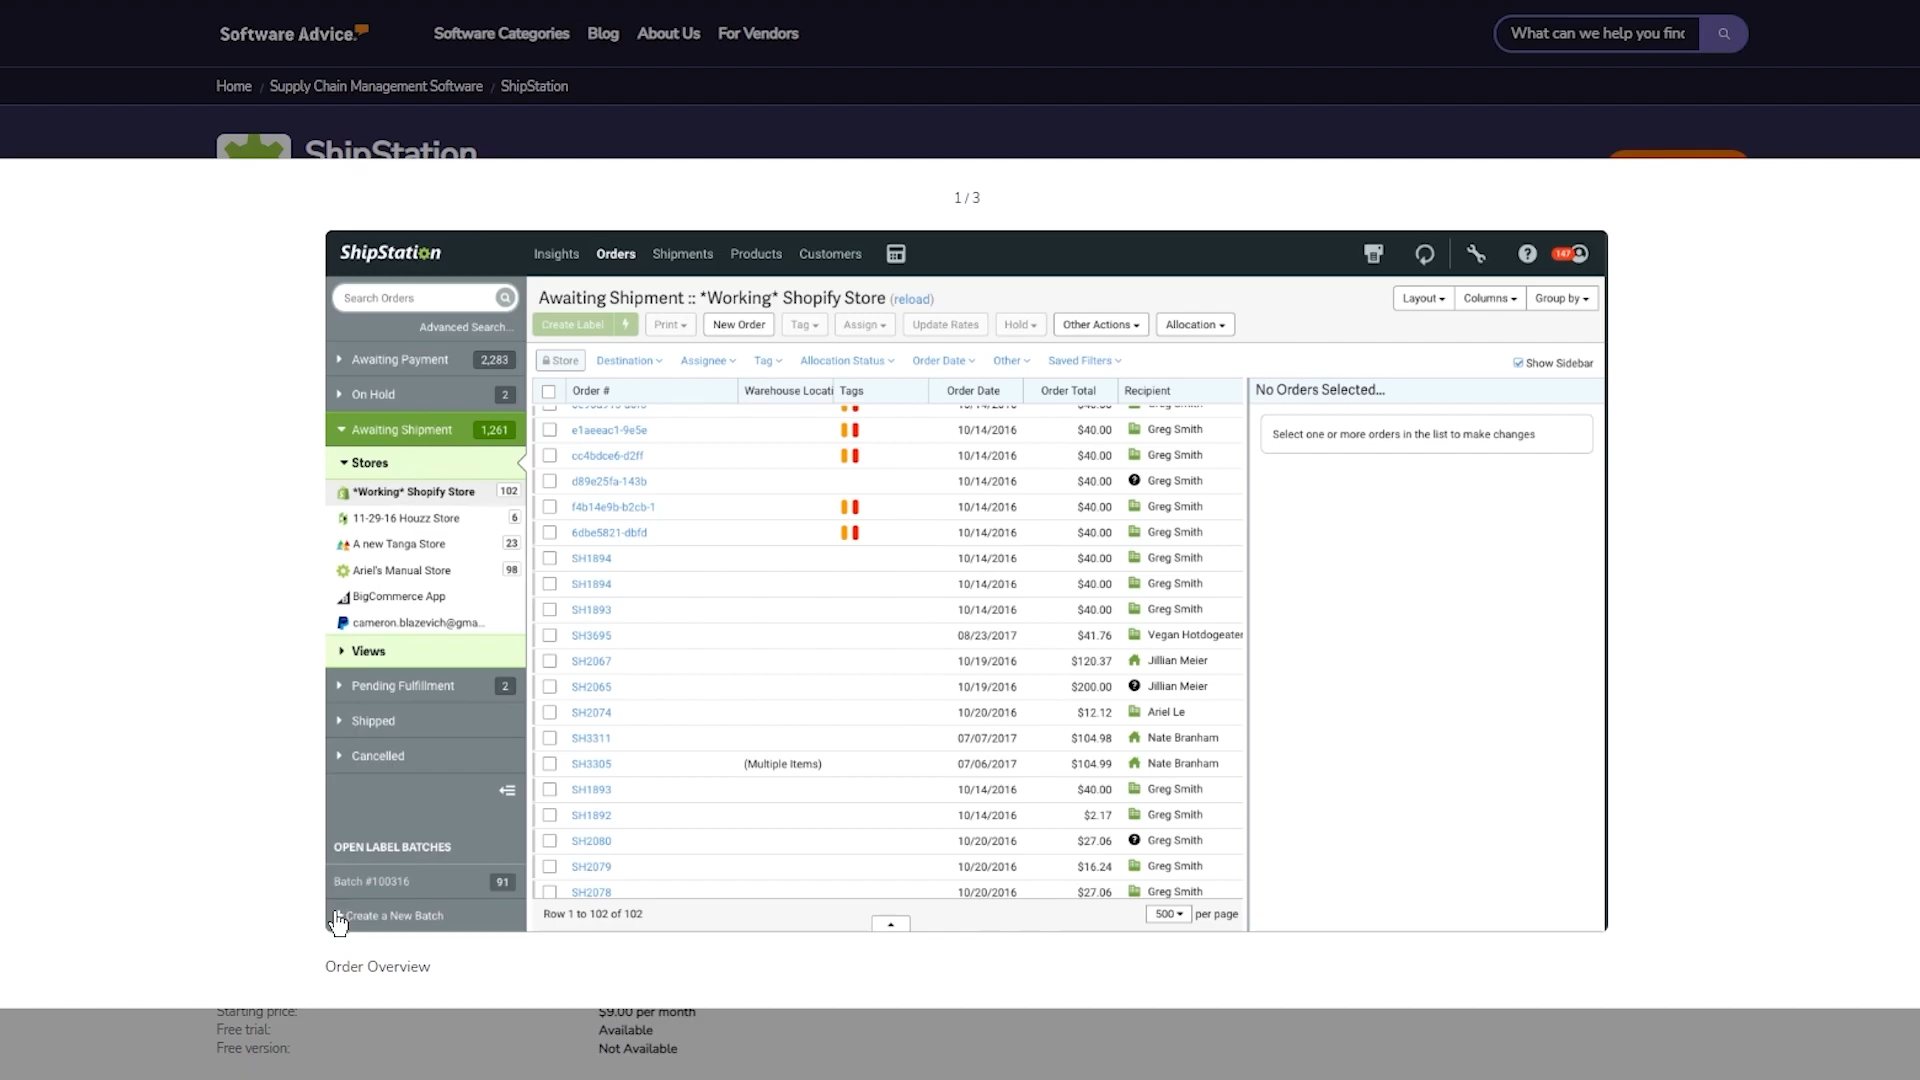 Software Advice.
Software Categories Blog About Us For Vendors
What can we help you find
Home / Supply Chain Management Software / ShipStation
ShipStation
1 / 3
ShipStation
Insights Orders Shipments Products Customers
147
Search Orders
Advanced Search...
Awaiting Payment 2,283
On Hold 2
Awaiting Shipment 1,261
Stores
*Working* Shopify Store 102
11-29-16 Houzz Store 6
A new Tanga Store 23
Ariel's Manual Store 98
BigCommerce App
cameron.blazevich@gma...
Views
Pending Fulfillment 2
Shipped
Cancelled
OPEN LABEL BATCHES
Batch #100316 91
Create a New Batch
Awaiting Shipment :: *Working* Shopify Store (reload)
Layout Columns Group by
Create Label Print New Order Tag Assign Update Rates Hold Other Actions Allocation
Store Destination Assignee Tag Allocation Status Order Date Other Saved Filters
Show Sidebar
Order # Warehouse Locati Tags Order Date Order Total Recipient
10/14/2016 $40.00 Greg Smith
e1aeeac1-9e5e 10/14/2016 $40.00 Greg Smith
cc4bdce6-d2ff 10/14/2016 $40.00 Greg Smith
d89e25fa-143b 10/14/2016 $40.00 Greg Smith
f4b14e9b-b2cb-1 10/14/2016 $40.00 Greg Smith
6dbe5821-dbfd 10/14/2016 $40.00 Greg Smith
SH1894 10/14/2016 $40.00 Greg Smith
SH1894 10/14/2016 $40.00 Greg Smith
SH1893 10/14/2016 $40.00 Greg Smith
SH3695 08/23/2017 $41.76 Vegan Hotdogeater
SH2067 10/19/2016 $120.37 Jillian Meier
SH2065 10/19/2016 $200.00 Jillian Meier
SH2074 10/20/2016 $12.12 Ariel Le
SH3311 07/07/2017 $104.98 Nate Branham
SH3305 (Multiple Items) 07/06/2017 $104.99 Nate Branham
SH1893 10/14/2016 $40.00 Greg Smith
SH1892 10/14/2016 $2.17 Greg Smith
SH2080 10/20/2016 $27.06 Greg Smith
SH2079 10/20/2016 $16.24 Greg Smith
SH2078 10/20/2016 $27.06 Greg Smith
Row 1 to 102 of 102
500 per page
No Orders Selected...
Select one or more orders in the list to make changes
Order Overview
Starting price: $9.00 per month
Free trial: Available
Free version: Not Available